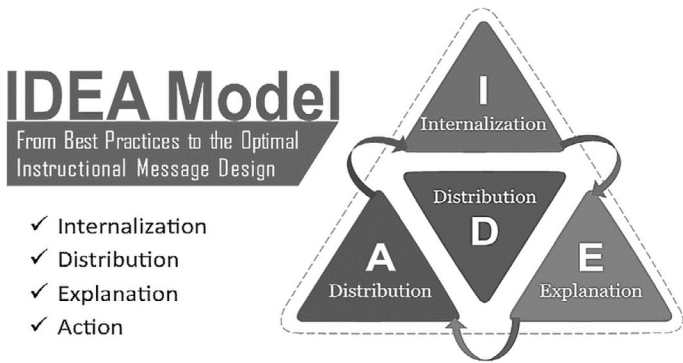 IDEA Model
From Best Practices to the Optimal
Instructional Message Design
✓ Internalization
✓ Distribution
✓ Explanation
✓ Action
I
Internalization
Distribution
D
A
Distribution
E
Explanation